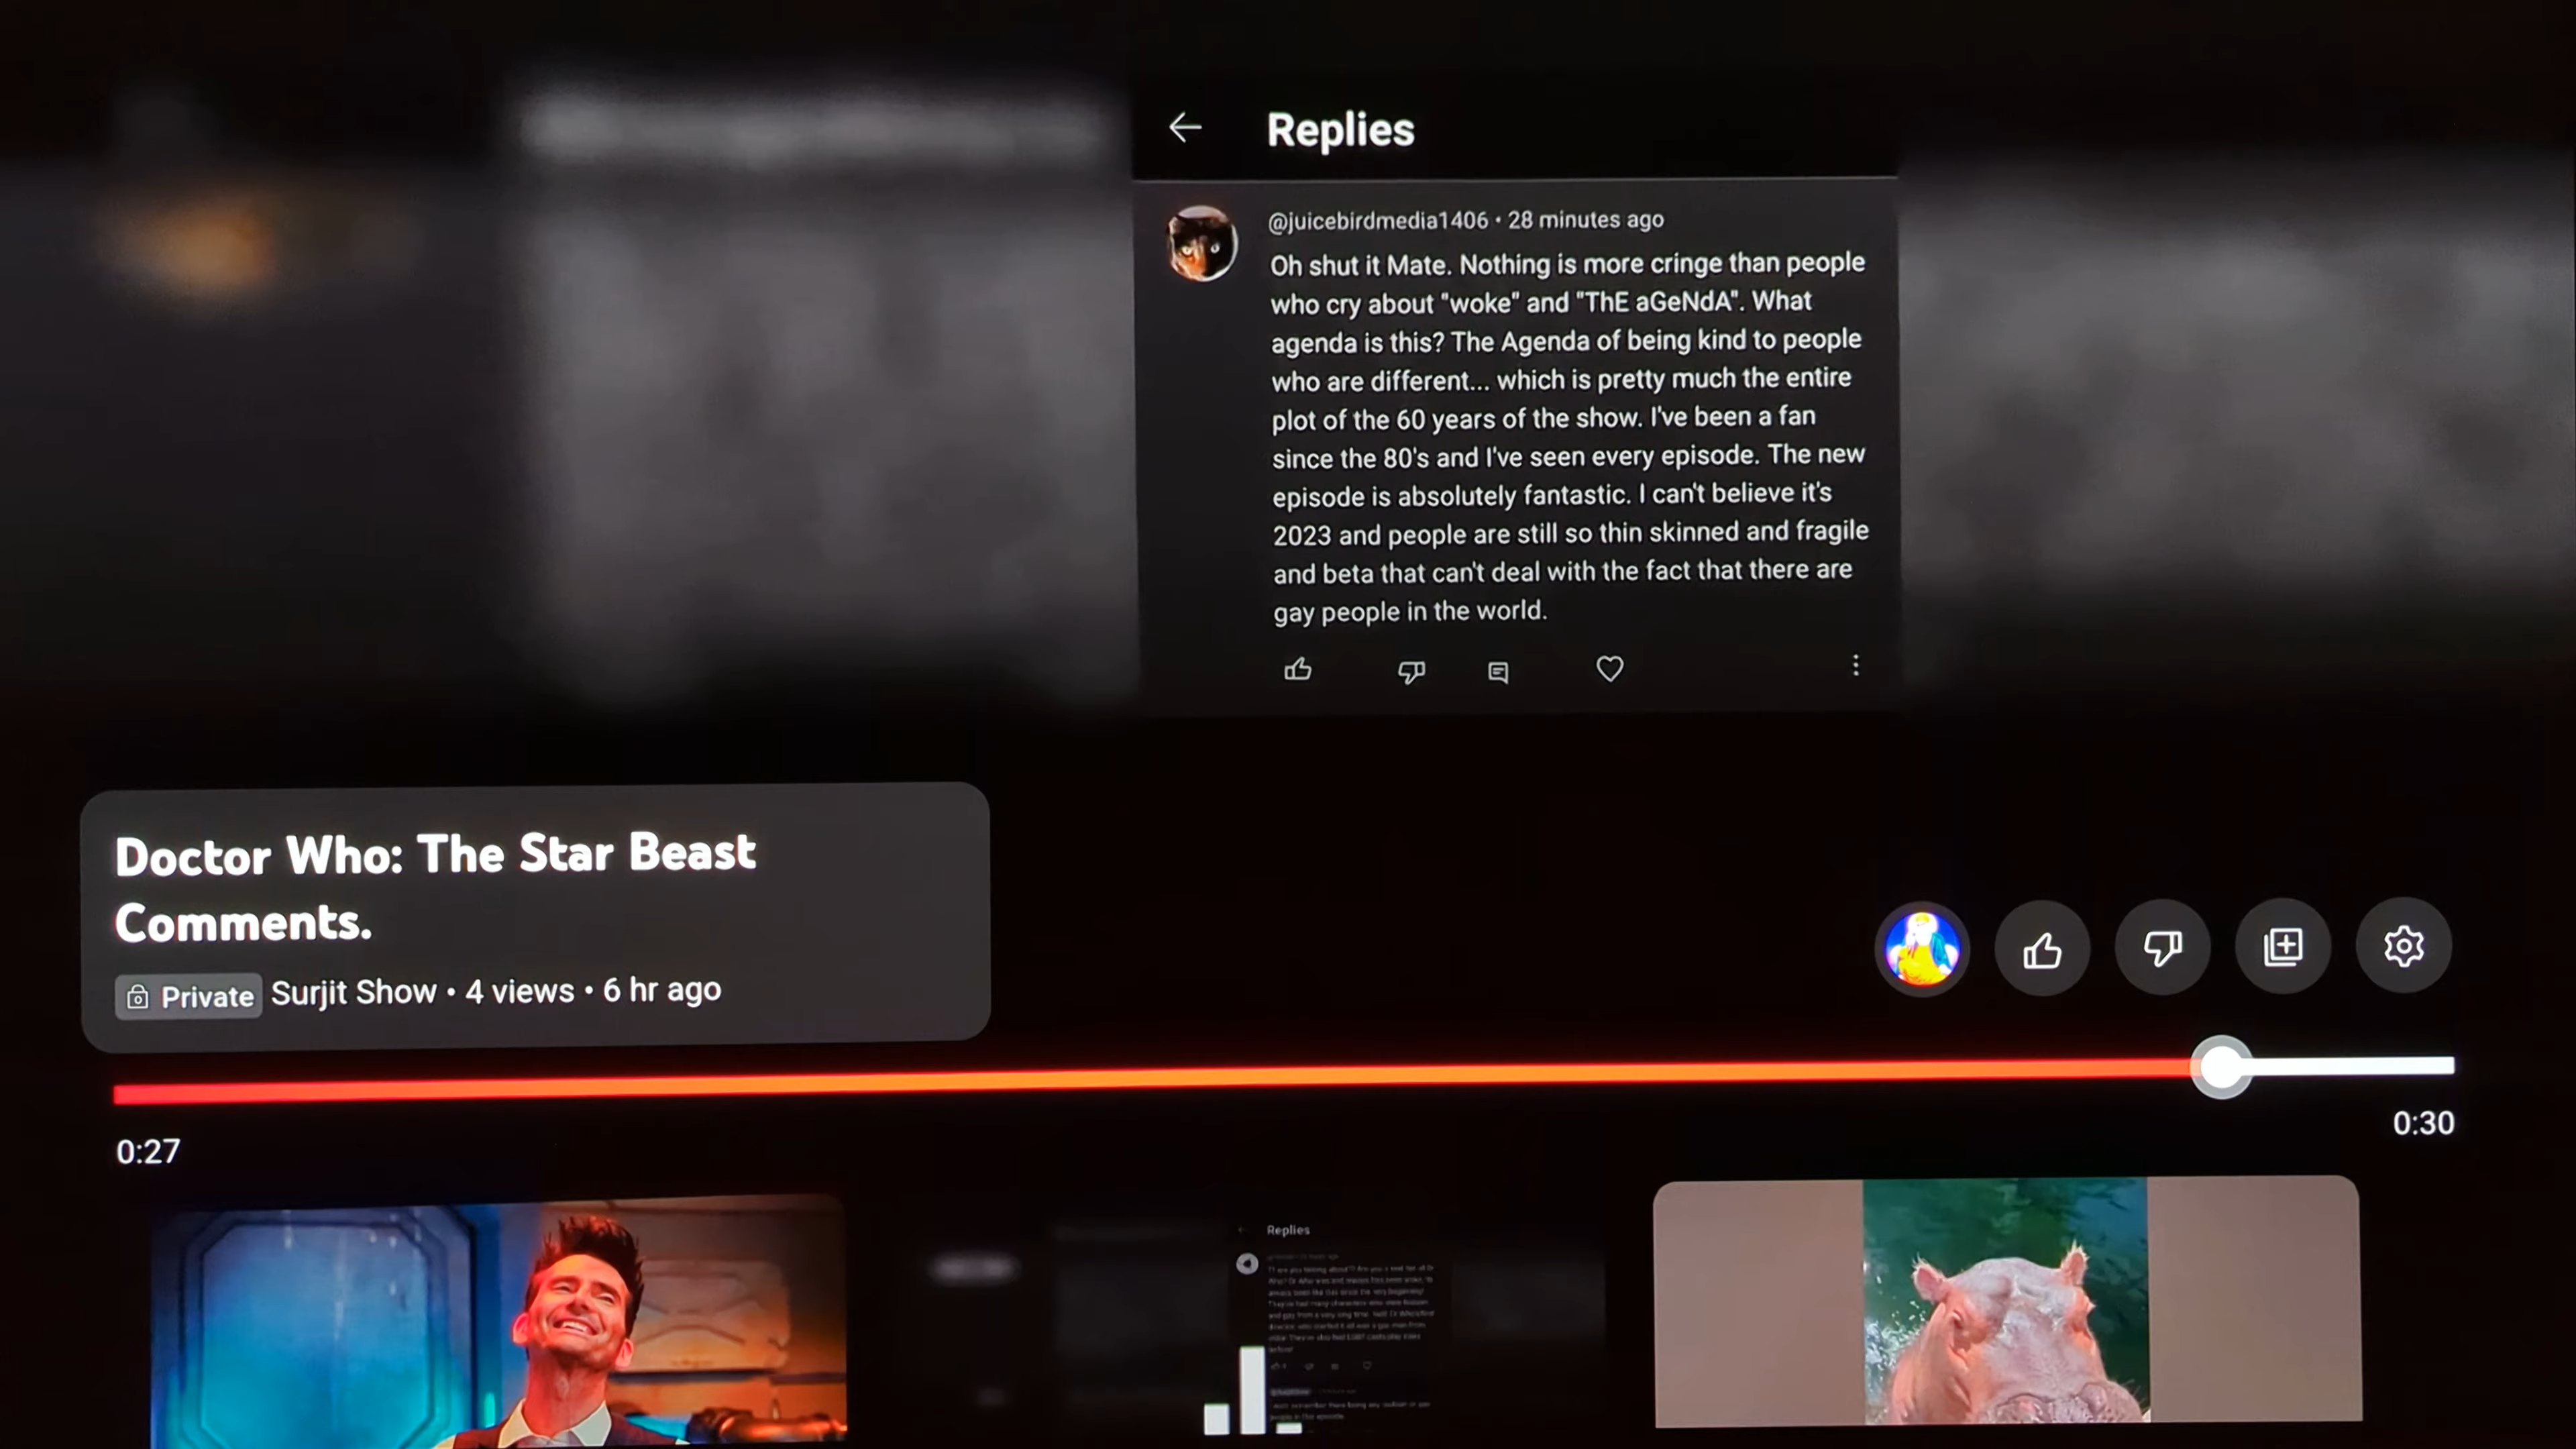 Replies
@juicebirdmedia1406 • 28 minutes ago
Oh shut it Mate. Nothing is more cringe than people
who cry about "woke" and "ThE aGeNdA". What
agenda is this? The Agenda of being kind to people
who are different... which is pretty much the entire
plot of the 60 years of the show. I've been a fan
since the 80's and I've seen every episode. The new
episode is absolutely fantastic. I can't believe it's
2023 and people are still so thin skinned and fragile
and beta that can't deal with the fact that there are
gay people in the world.
Doctor Who: The Star Beast
Comments.
Private Surjit Show • 4 views • 6 hr ago
0:27
0:30
Replies